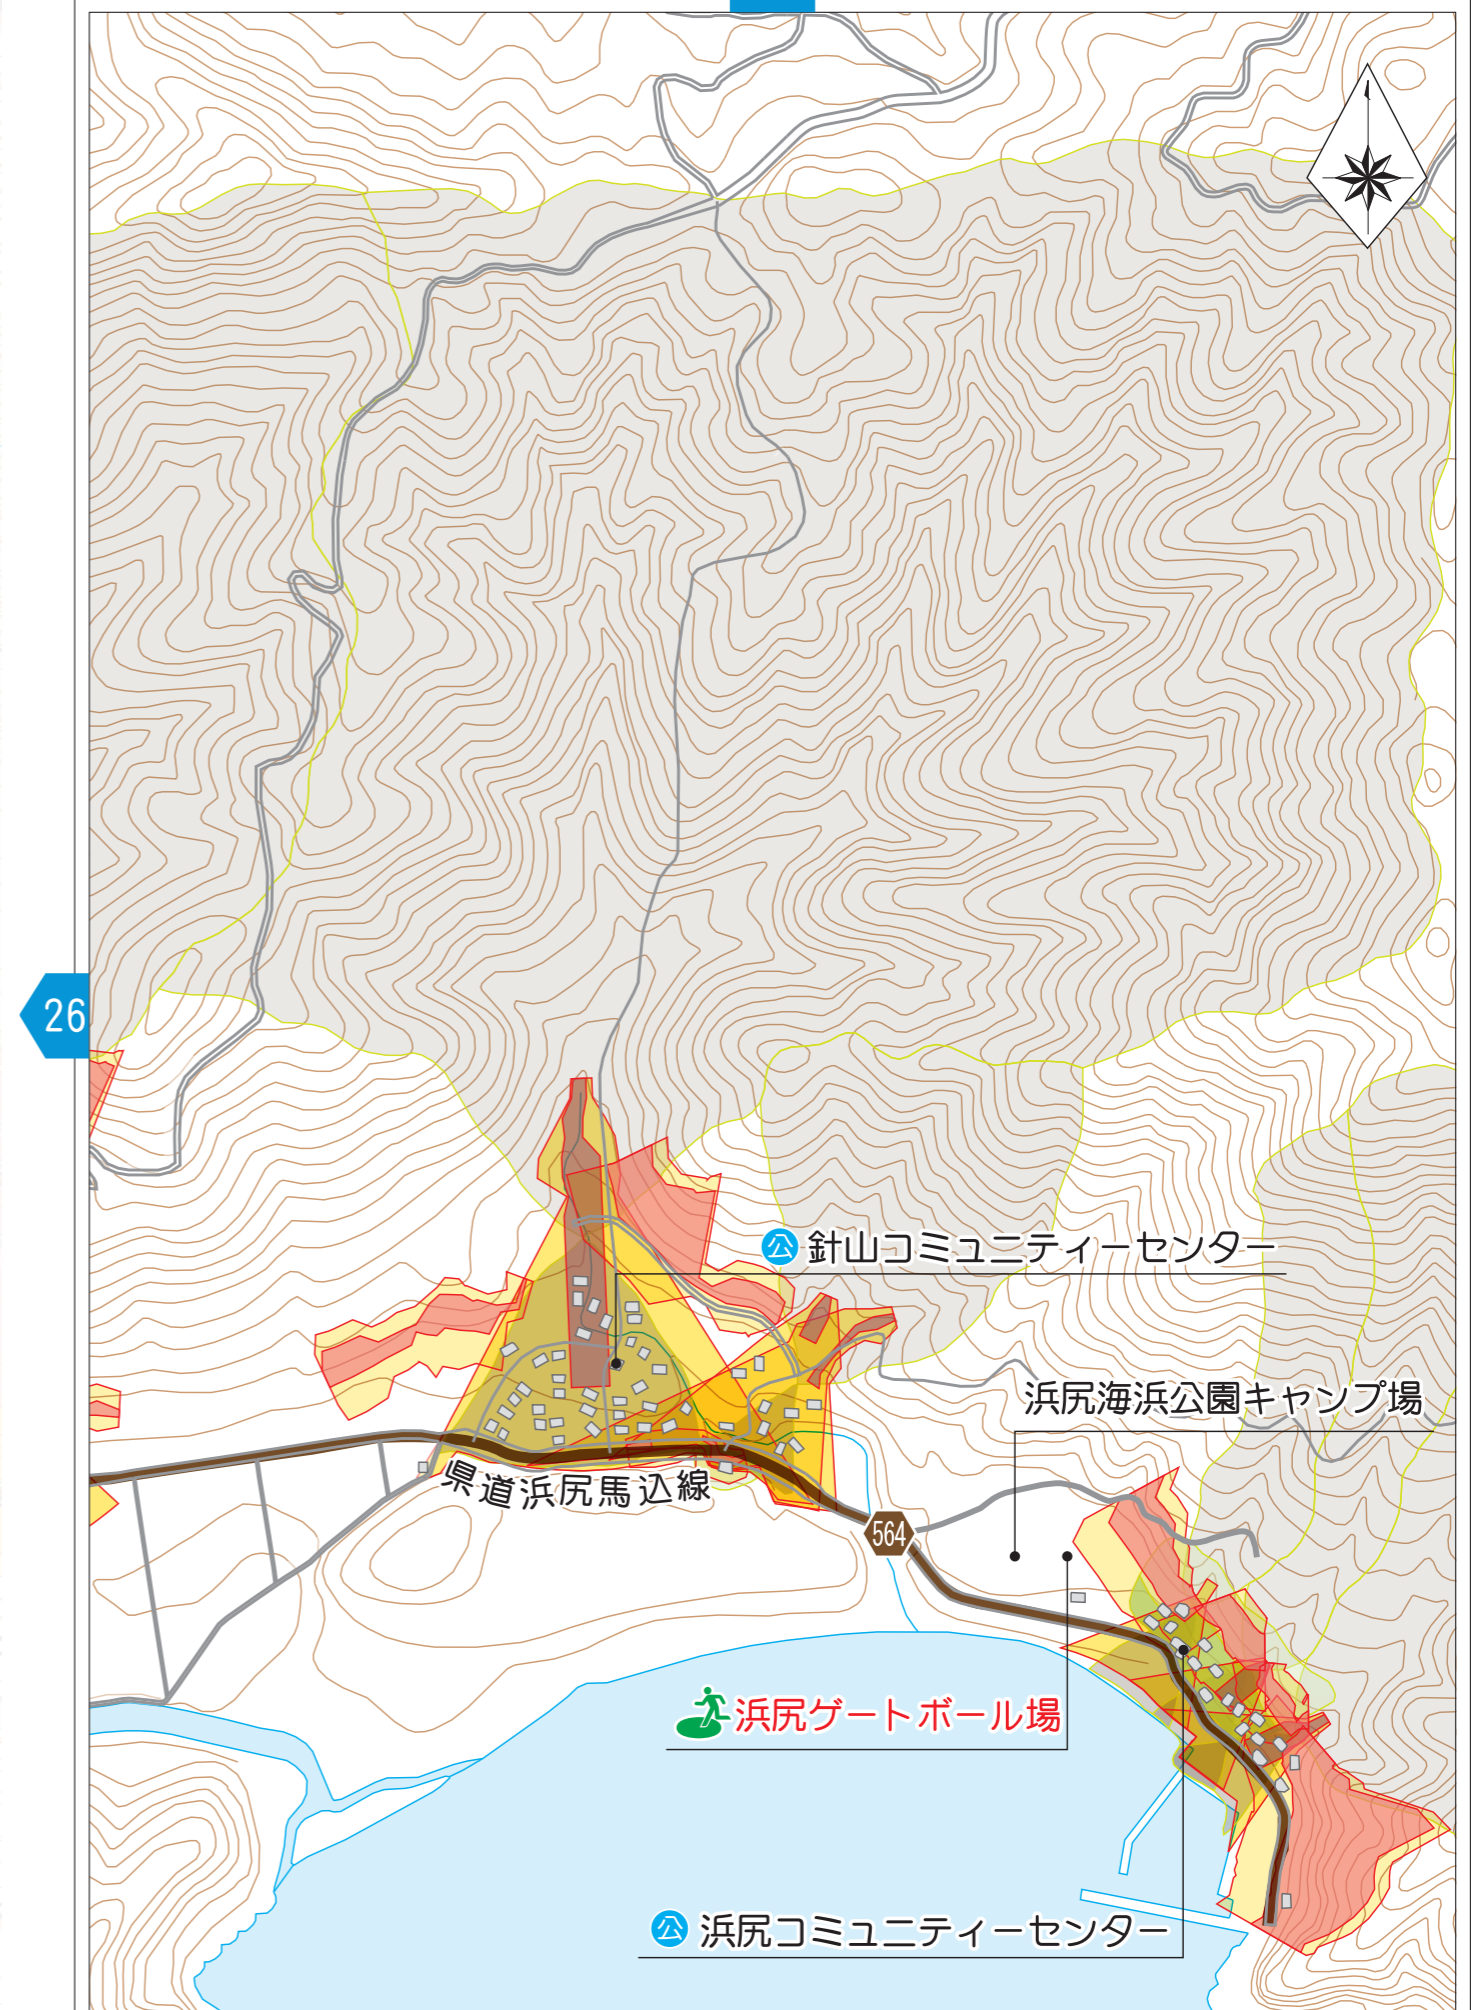 26
公 針山コミュニティーセンター
浜尻海浜公園キャンプ場
県道浜尻馬込線
564
浜尻ゲートボール場
公 浜尻コミュニティーセンター